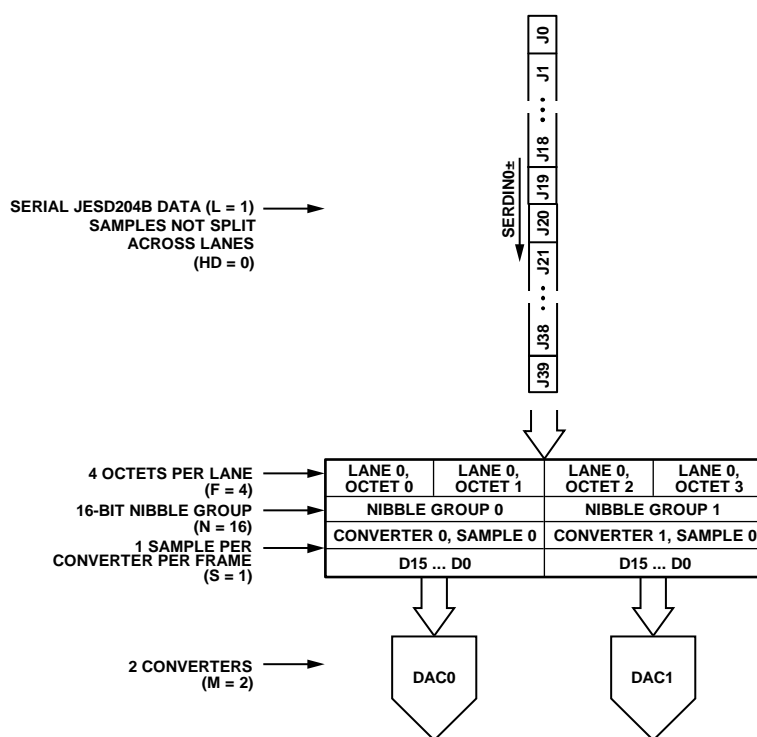 J0
J1
• • •
J18
J19
J20
J21
• • • •
J38
J39
SERDIN0±
SERIAL JESD204B DATA (L = 1)
SAMPLES NOT SPLIT
ACROSS LANES
(HD = 0)
4 OCTETS PER LANE
(F = 4)
LANE 0,
OCTET 0
LANE 0,
OCTET 1
LANE 0,
OCTET 2
LANE 0,
OCTET 3
16-BIT NIBBLE GROUP
(N = 16)
NIBBLE GROUP 0
NIBBLE GROUP 1
1 SAMPLE PER
CONVERTER PER FRAME
(S = 1)
CONVERTER 0, SAMPLE 0
CONVERTER 1, SAMPLE 0
D15 ... D0
D15 ... D0
2 CONVERTERS
(M = 2)
DAC0
DAC1